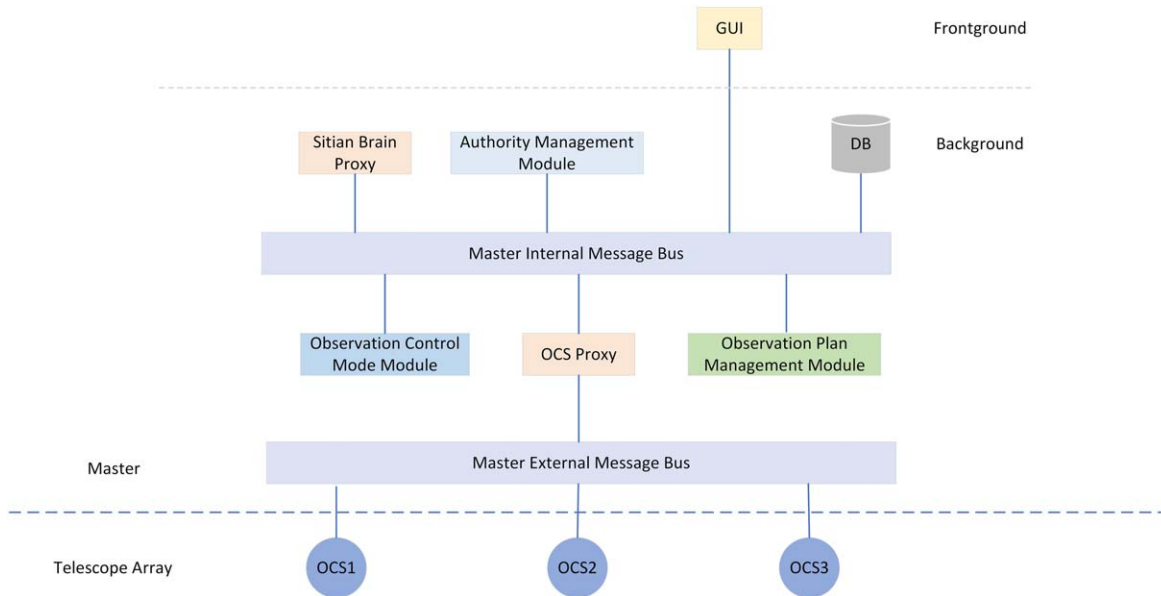 GUI
Frontground
Sitian Brain
Proxy
Authority Management
Module
DB
Background
Master Internal Message Bus
Observation Control
Mode Module
OCS Proxy
Observation Plan
Management Module
Master External Message Bus
Master
Telescope Array
OCS1
OCS2
OCS3